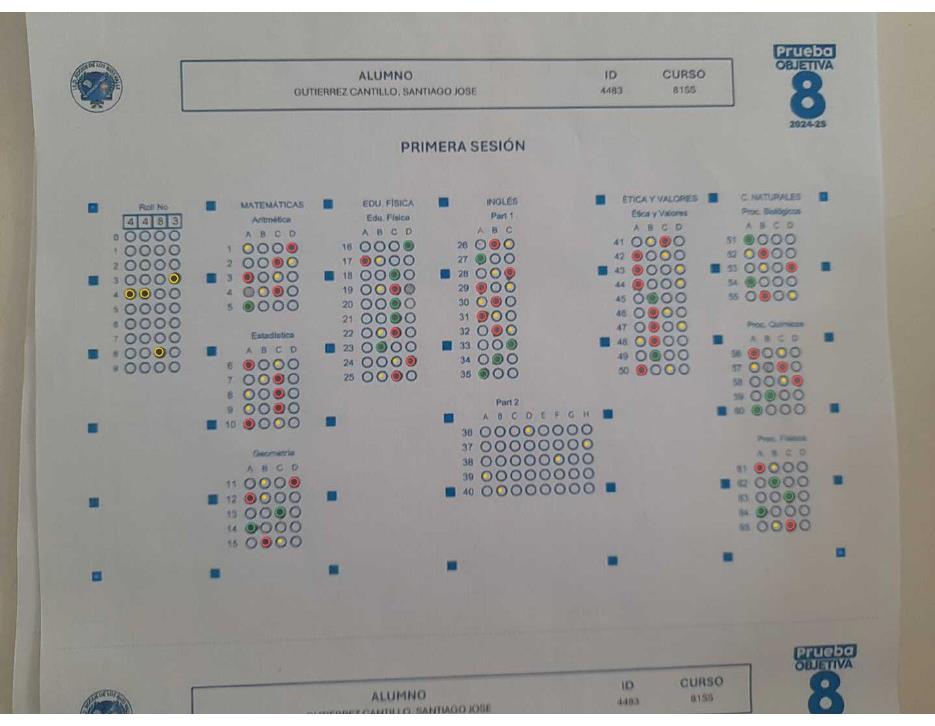 Prueba
OBJETIVA
8
2024-25
ALUMNO ID CURSO
GUTIERREZ CANTILLO, SANTIAGO JOSE 4483 8155
PRIMERA SESIÓN
Roll No
4 4 8 3
0
1
2
3
4
5
6
7
8
9
MATEMÁTICAS
Aritmética
A B C D
1
2
3
4
5
Estadística
A B C D
6
7
8
9
10
Geometría
A B C D
11
12
13
14
15
EDU. FÍSICA
Edu. Física
A B C D
16
17
18
19
20
21
22
23
24
25
INGLÉS
Part 1
A B C
26
27
28
29
30
31
32
33
34
35
Part 2
A B C D E F G H
36
37
38
39
40
ÉTICA Y VALORES
Ética y Valores
A B C D
41
42
43
44
45
46
47
48
49
50
C. NATURALES
Proc. Biológicos
A B C D
51
52
53
54
55
Proc. Químicos
A B C D
56
57
58
59
60
Proc. Físicos
A B C D
61
62
63
64
65
Prueba
OBJETIVA
8
ALUMNO ID CURSO
GUTIERREZ CANTILLO, SANTIAGO JOSE 4483 8155